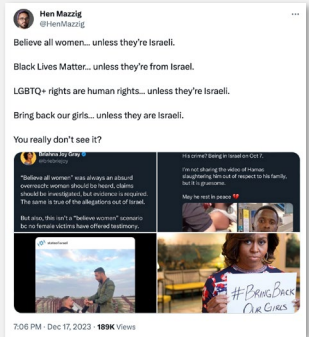 Hen Mazzig
@HenMazzig
Believe all women... unless they're Israeli.
Black Lives Matter... unless they're from Israel.
LGBTQ+ rights are human rights... unless they're Israeli.
Bring back our girls... unless they are Israeli.
You really don't see it?
Briahna Joy Gray
"Believe all women" was always an absurd
overreach: woman should be heard, claims
should be investigated, but evidence is required.
The same is true of the allegations out of Israel.
But also, this isn't a "believe women" scenario
bc no female victims have offered testimony.
His crime? Being in Israel on Oct 7.
I'm not sharing the video of Hamas
slaughtering him out of respect to his family,
but it is gruesome.
May he rest in peace
#BRINGBACK
OUR GIRLS
7:06 PM · Dec 17, 2023 · 189K Views